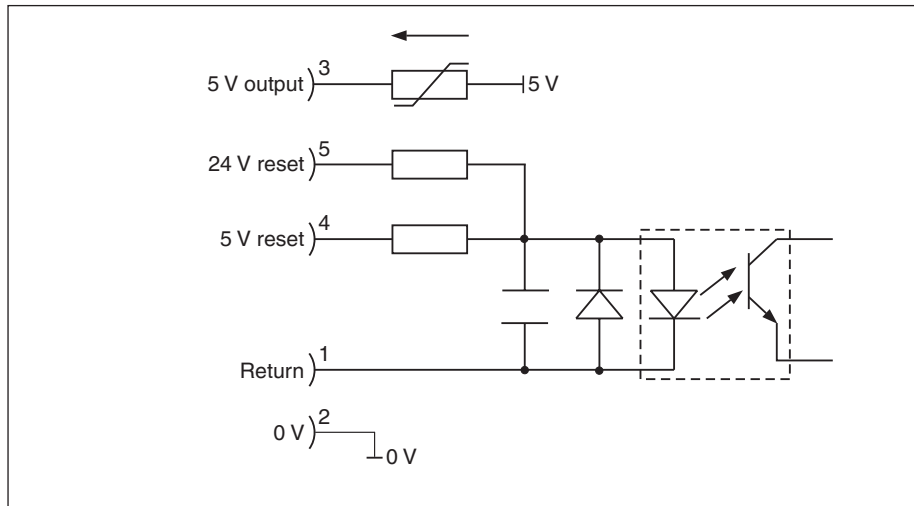 5 V output 3 5 V
24 V reset 5
5 V reset 4
Return 1
0 V 2
0 V